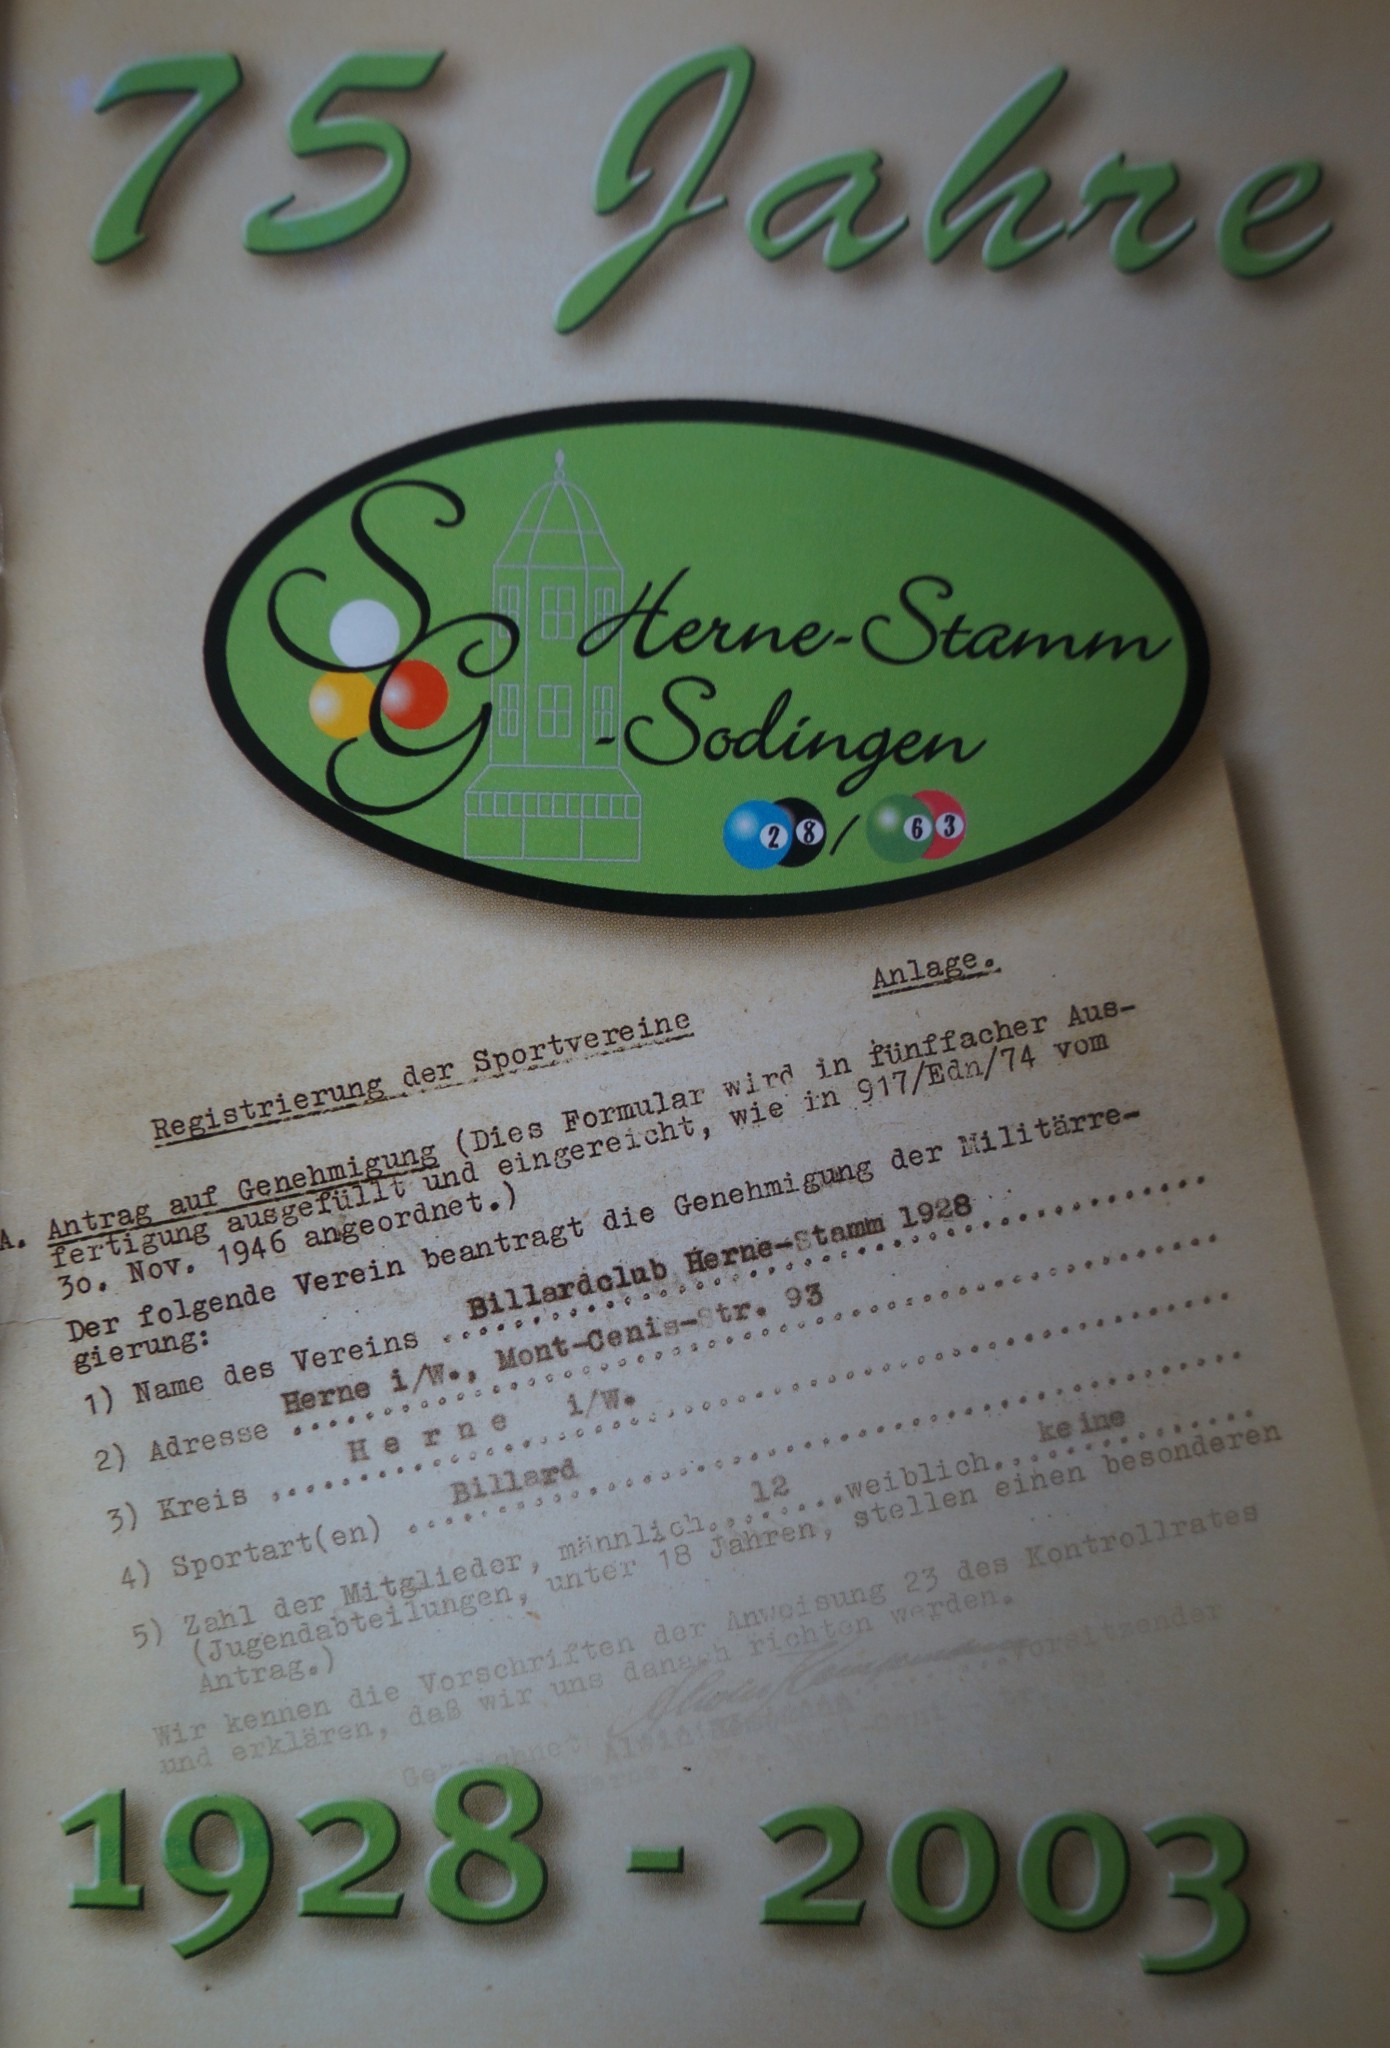 75 Jahre
SG Herne-Stamm
-Sodingen
28/63
Anlage.
Registrierung der Sportvereine
A. Antrag auf Genehmigung (Dies Formular wird in fünffacher Aus-
fertigung ausgefüllt und eingereicht, wie in 917/Edn/74 vom
30. Nov. 1946 angeordnet.)
Der folgende Verein beantragt die Genehmigung der Militärre-
gierung:
1) Name des Vereins Billardclub Herne-Stamm 1928
2) Adresse Herne i/W., Mont-Cenis-Str. 93
3) Kreis Herne i/W.
4) Sportart(en) Billard
5) Zahl der Mitglieder, männlich 12 weiblich keine
(Jugendabteilungen, unter 18 Jahren, stellen einen besonderen
Antrag.)
Wir kennen die Vorschriften der Anweisung 23 des Kontrollrates
und erklären, daß wir uns danach richten werden.
Gezeichnet Vorsitzender
1928 - 2003